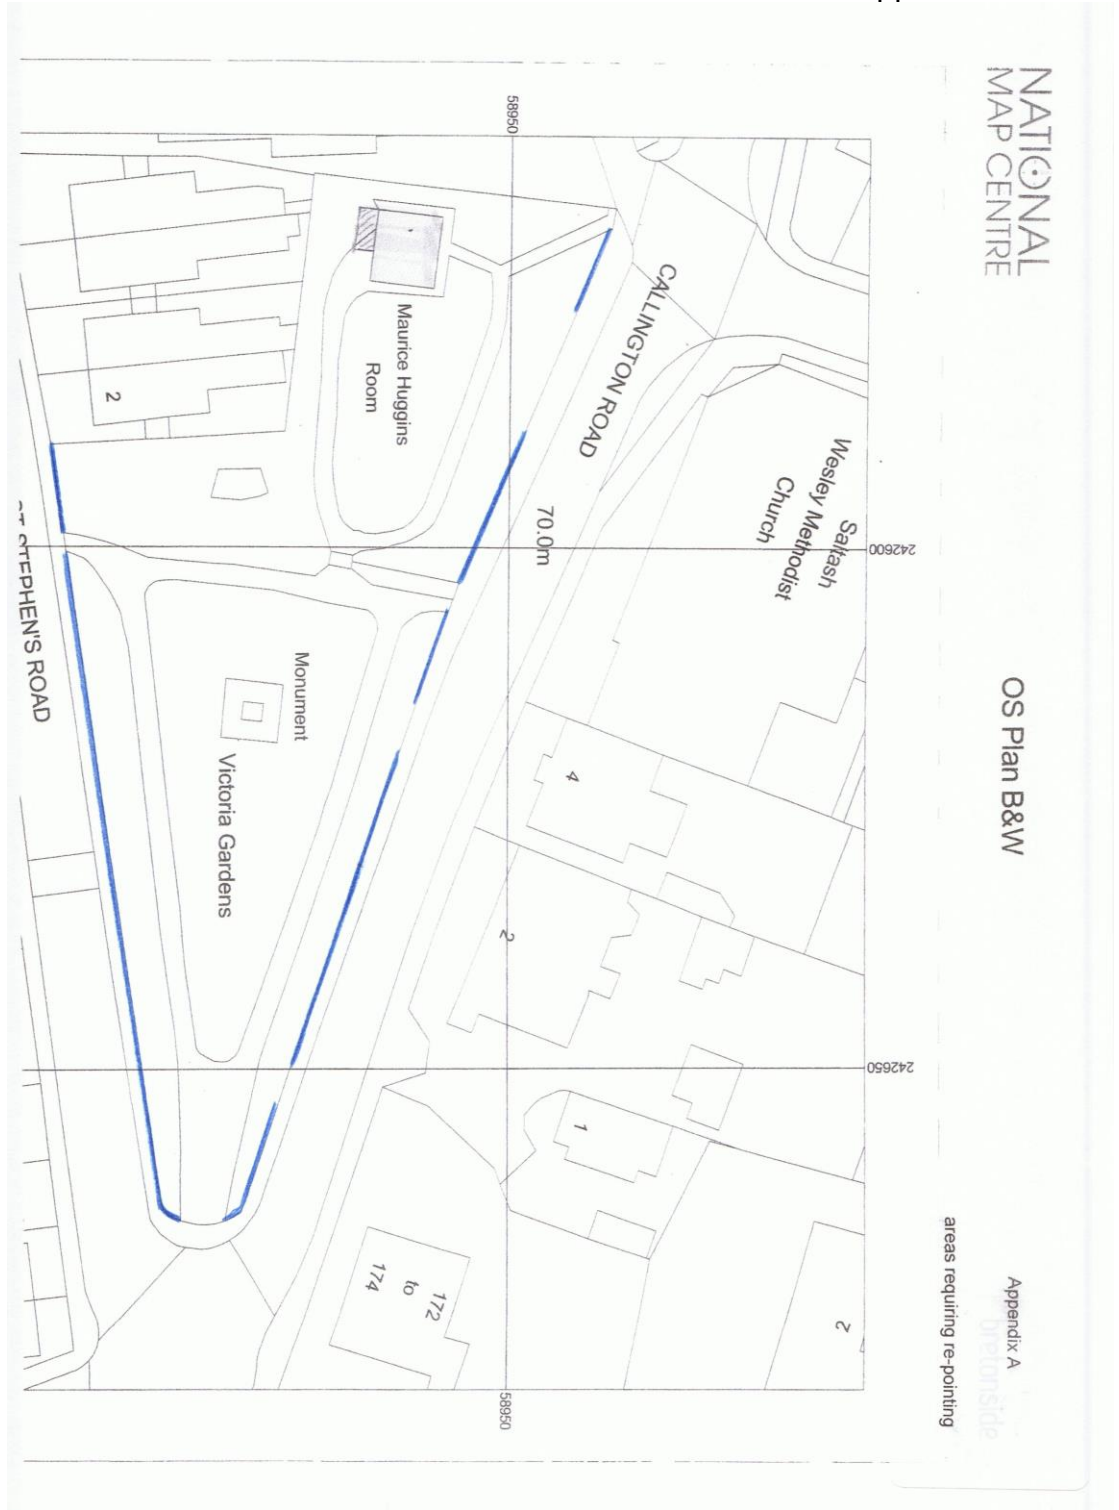 NATIONAL
MAP CENTRE
OS Plan B&W
Appendix A
bretonside
areas requiring re-pointing
242600
242650
58950
58950
Saltash
Wesley Methodist
Church
CALLINGTON ROAD
70.0m
Maurice Huggins
Room
Monument
Victoria Gardens
ST STEPHEN'S ROAD
2
4
2
1
2
172
to
174